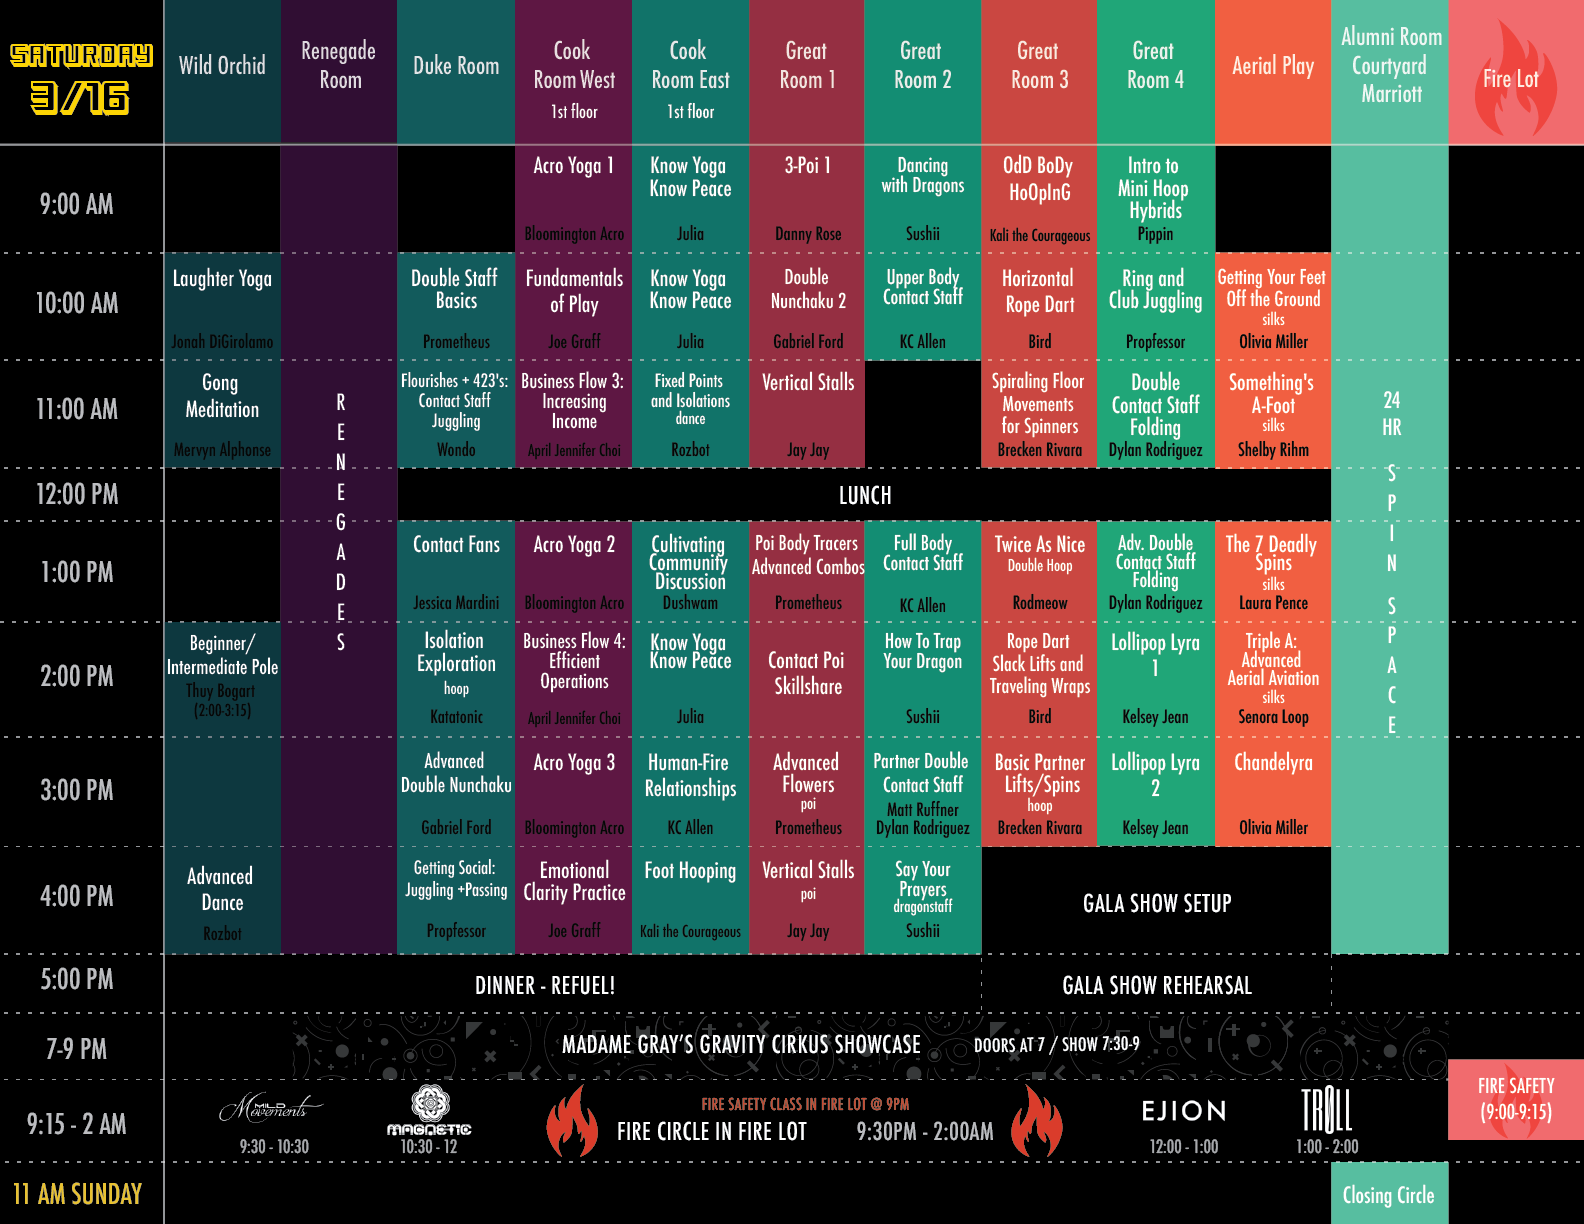 SATURDAY
3/16
Wild Orchid
Renegade
Room
Duke Room
Cook
Room West
1st floor
Cook
Room East
1st floor
Great
Room 1
Great
Room 2
Great
Room 3
Great
Room 4
Aerial Play
Alumni Room
Courtyard
Marriott
Fire Lot
9:00 AM
Acro Yoga 1
Bloomington Acro
Know Yoga
Know Peace
Julia
3-Poi 1
Danny Rose
Dancing
with Dragons
Sushii
OdD BoDy
HoOpInG
Kali the Courageous
Intro to
Mini Hoop
Hybrids
Pippin
10:00 AM
Laughter Yoga
Jonah DiGirolamo
Double Staff
Basics
Prometheus
Fundamentals
of Play
Joe Graff
Know Yoga
Know Peace
Julia
Double
Nunchaku 2
Gabriel Ford
Upper Body
Contact Staff
KC Allen
Horizontal
Rope Dart
Bird
Ring and
Club Juggling
Propfessor
Getting Your Feet
Off the Ground
silks
Olivia Miller
11:00 AM
Gong
Meditation
Mervyn Alphonse
Flourishes + 423's:
Contact Staff
Juggling
Wondo
Business Flow 3:
Increasing
Income
April Jennifer Choi
Fixed Points
and Isolations
dance
Rozbot
Vertical Stalls
Jay Jay
Spiraling Floor
Movements
for Spinners
Brecken Rivara
Double
Contact Staff
Folding
Dylan Rodriguez
Something's
A-Foot
silks
Shelby Rihm
RENEGADES
24
HR
SPIN SPACE
12:00 PM
LUNCH
1:00 PM
Contact Fans
Jessica Mardini
Acro Yoga 2
Bloomington Acro
Cultivating
Community
Discussion
Dushwam
Poi Body Tracers
Advanced Combos
Prometheus
Full Body
Contact Staff
KC Allen
Twice As Nice
Double Hoop
Rodmeow
Adv. Double
Contact Staff
Folding
Dylan Rodriguez
The 7 Deadly
Spins
silks
Laura Pence
2:00 PM
Beginner/
Intermediate Pole
Thuy Bogart
(2:00-3:15)
Isolation
Exploration
hoop
Katatonic
Business Flow 4:
Efficient
Operations
April Jennifer Choi
Know Yoga
Know Peace
Julia
Contact Poi
Skillshare
How To Trap
Your Dragon
Sushii
Rope Dart
Slack Lifts and
Traveling Wraps
Bird
Lollipop Lyra
1
Kelsey Jean
Triple A:
Advanced
Aerial Aviation
silks
Senora Loop
3:00 PM
Advanced
Double Nunchaku
Gabriel Ford
Acro Yoga 3
Bloomington Acro
Human-Fire
Relationships
KC Allen
Advanced
Flowers
poi
Prometheus
Partner Double
Contact Staff
Matt Ruffner
Dylan Rodriguez
Basic Partner
Lifts/Spins
hoop
Brecken Rivara
Lollipop Lyra
2
Kelsey Jean
Chandelyra
Olivia Miller
4:00 PM
Advanced
Dance
Rozbot
Getting Social:
Juggling +Passing
Propfessor
Emotional
Clarity Practice
Joe Graff
Foot Hooping
Kali the Courageous
Vertical Stalls
poi
Jay Jay
Say Your
Prayers
dragonstaff
Sushii
GALA SHOW SETUP
5:00 PM
DINNER - REFUEL!
GALA SHOW REHEARSAL
7-9 PM
MADAME GRAY'S GRAVITY CIRKUS SHOWCASE
DOORS AT 7 / SHOW 7:30-9
9:15 - 2 AM
MILD
Movements
9:30 - 10:30
MAGNETIC
10:30 - 12
FIRE SAFETY CLASS IN FIRE LOT @ 9PM
FIRE CIRCLE IN FIRE LOT 9:30PM - 2:00AM
EJION
12:00 - 1:00
TROLL
1:00 - 2:00
FIRE SAFETY
(9:00-9:15)
11 AM SUNDAY
Closing Circle